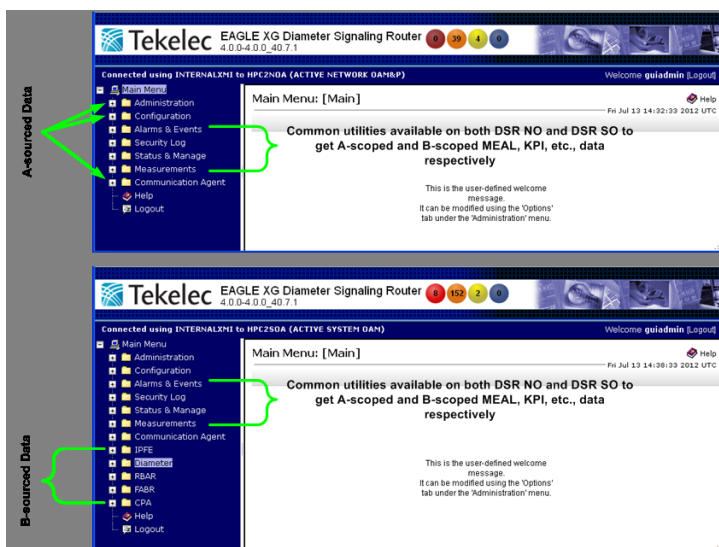 A-sourced Data
Tekelec EAGLE XG Diameter Signaling Router 0 39 4 0
4.0.0-4.0.0_40.7.1
Connected using INTERNALXMI to HPC2NOA (ACTIVE NETWORK OAM&P) Welcome guiadmin [Logout]
Main Menu
Administration
Configuration
Alarms & Events
Security Log
Status & Manage
Measurements
Communication Agent
Help
Logout
Main Menu: [Main] Help
Fri Jul 13 14:32:33 2012 UTC
Common utilities available on both DSR NO and DSR SO to
get A-scoped and B-scoped MEAL, KPI, etc., data
respectively
This is the user-defined welcome
message.
It can be modified using the 'Options'
tab under the 'Administration' menu.
B-sourced Data
Tekelec EAGLE XG Diameter Signaling Router 8 152 2 0
4.0.0-4.0.0_40.7.1
Connected using INTERNALXMI to HPC2SOA (ACTIVE SYSTEM OAM) Welcome guiadmin [Logout]
Main Menu
Administration
Configuration
Alarms & Events
Security Log
Status & Manage
Measurements
Communication Agent
IPFE
Diameter
RBAR
FABR
CPA
Help
Logout
Main Menu: [Main] Help
Fri Jul 13 14:38:33 2012 UTC
Common utilities available on both DSR NO and DSR SO to
get A-scoped and B-scoped MEAL, KPI, etc., data
respectively
This is the user-defined welcome
message.
It can be modified using the 'Options'
tab under the 'Administration' menu.